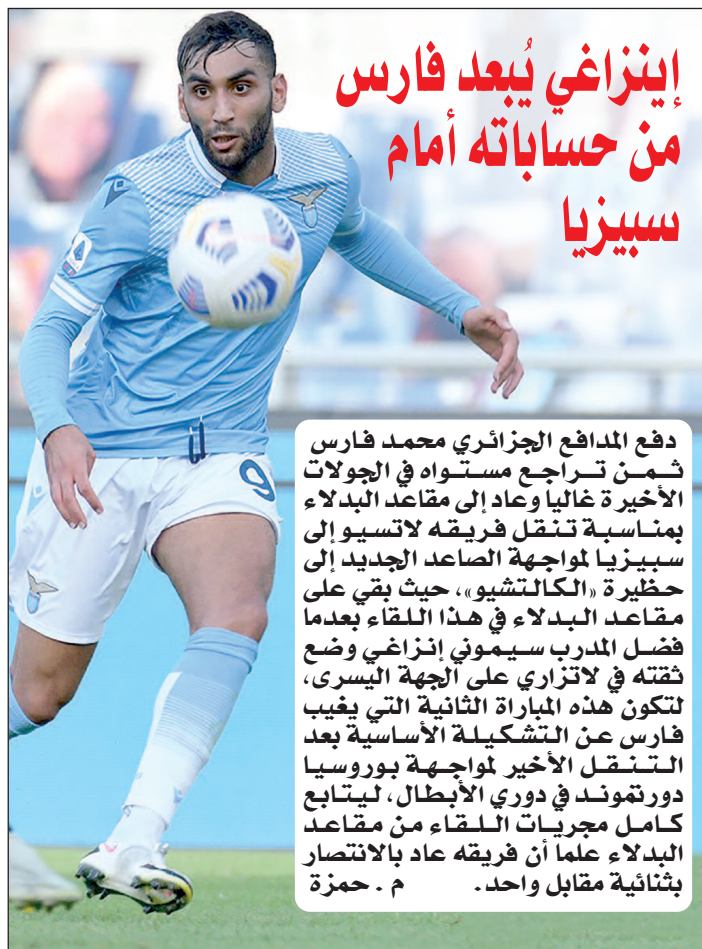 إينزاغي يُبعد فارس
من حساباته أمام
سبيزيا
دفع المدافع الجزائري محمد فارس
ثمن تراجع مستواه في الجولات
الأخيرة غاليا وعاد إلى مقاعد البدلاء
بمناسبة تنقل فريقه لاتسيو إلى
سبيزيا لمواجهة الصاعد الجديد إلى
حظيرة «الكالتشيو»، حيث بقي على
مقاعد البدلاء في هذا اللقاء بعدما
فضل المدرب سيموني إنزاغي وضع
ثقته في لاتزاري على الجهة اليسرى،
لتكون هذه المباراة الثانية التي يغيب
فارس عن التشكيلة الأساسية بعد
التنقل الأخير لمواجهة بوروسيا
دورتموند في دوري الأبطال، ليتابع
كامل مجريات اللقاء من مقاعد
البدلاء علما أن فريقه عاد بالانتصار
بثنائية مقابل واحد. م . حمزة
9